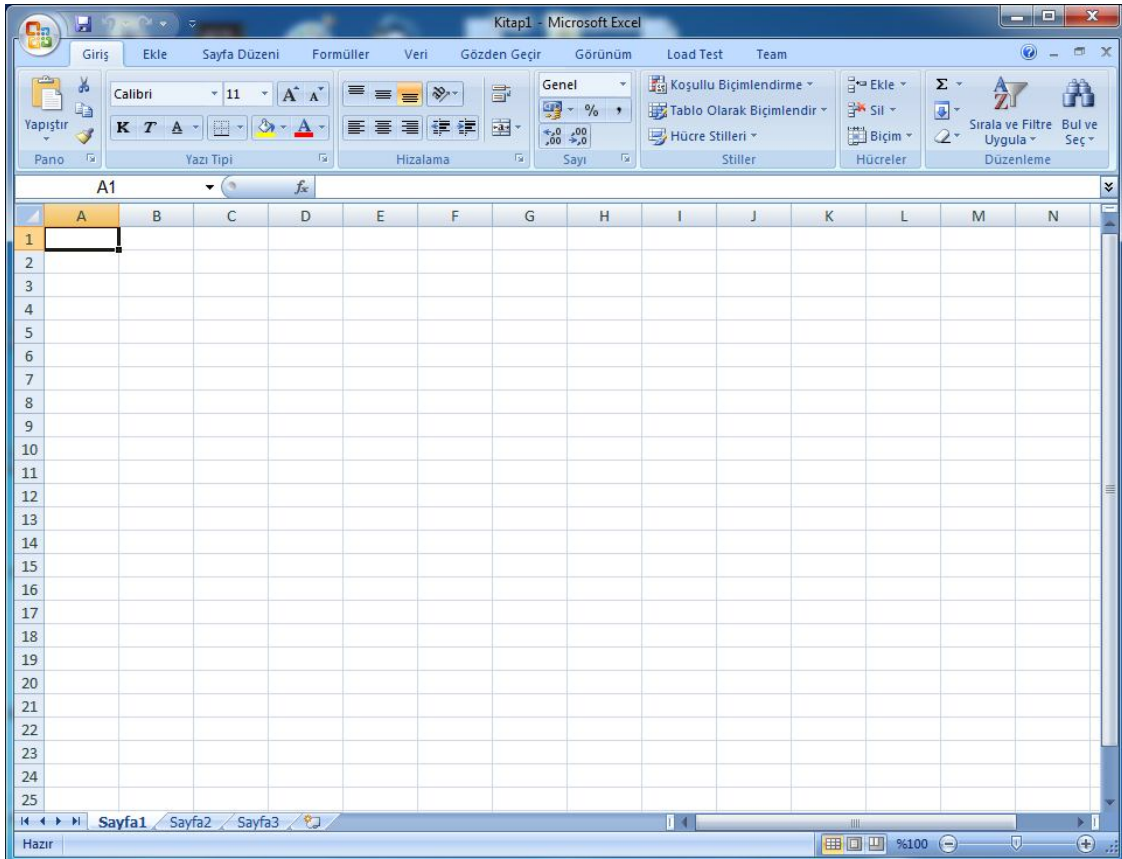 Kitap1 - Microsoft Excel
Giriş Ekle Sayfa Düzeni Formüller Veri Gözden Geçir Görünüm Load Test Team
Yapıştır
Pano
Calibri 11 A A
K T A A
Yazı Tipi
Hizalama
Genel
% ,
,0 ,00 ,00 ,0
Sayı
Koşullu Biçimlendirme
Tablo Olarak Biçimlendir
Hücre Stilleri
Stiller
Ekle
Sil
Biçim
Hücreler
Σ
Sırala ve Filtre Uygula
Bul ve Seç
Düzenleme
A1 fx
A B C D E F G H I J K L M N
1
2
3
4
5
6
7
8
9
10
11
12
13
14
15
16
17
18
19
20
21
22
23
24
25
Sayfa1 Sayfa2 Sayfa3
Hazır %100